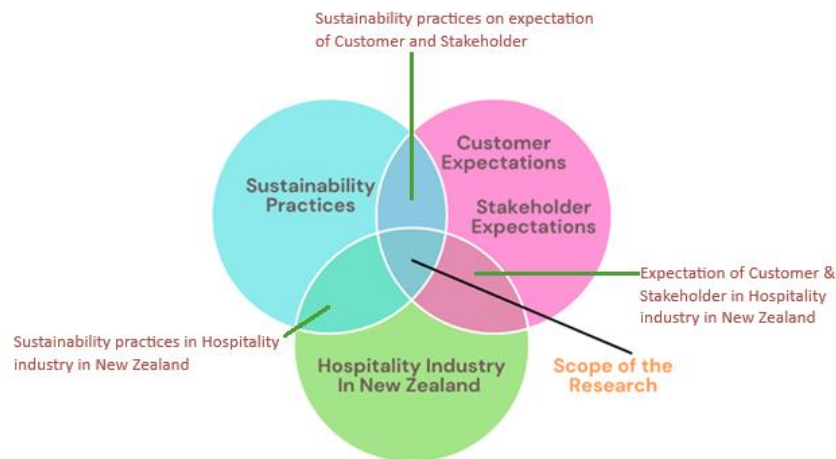 Sustainability practices on expectation
of Customer and Stakeholder
Customer
Expectations
Sustainability
Practices
Stakeholder
Expectations
Expectation of Customer &
Stakeholder in Hospitality
industry in New Zealand
Sustainability practices in Hospitality
industry in New Zealand
Hospitality Industry
In New Zealand
Scope of the
Research